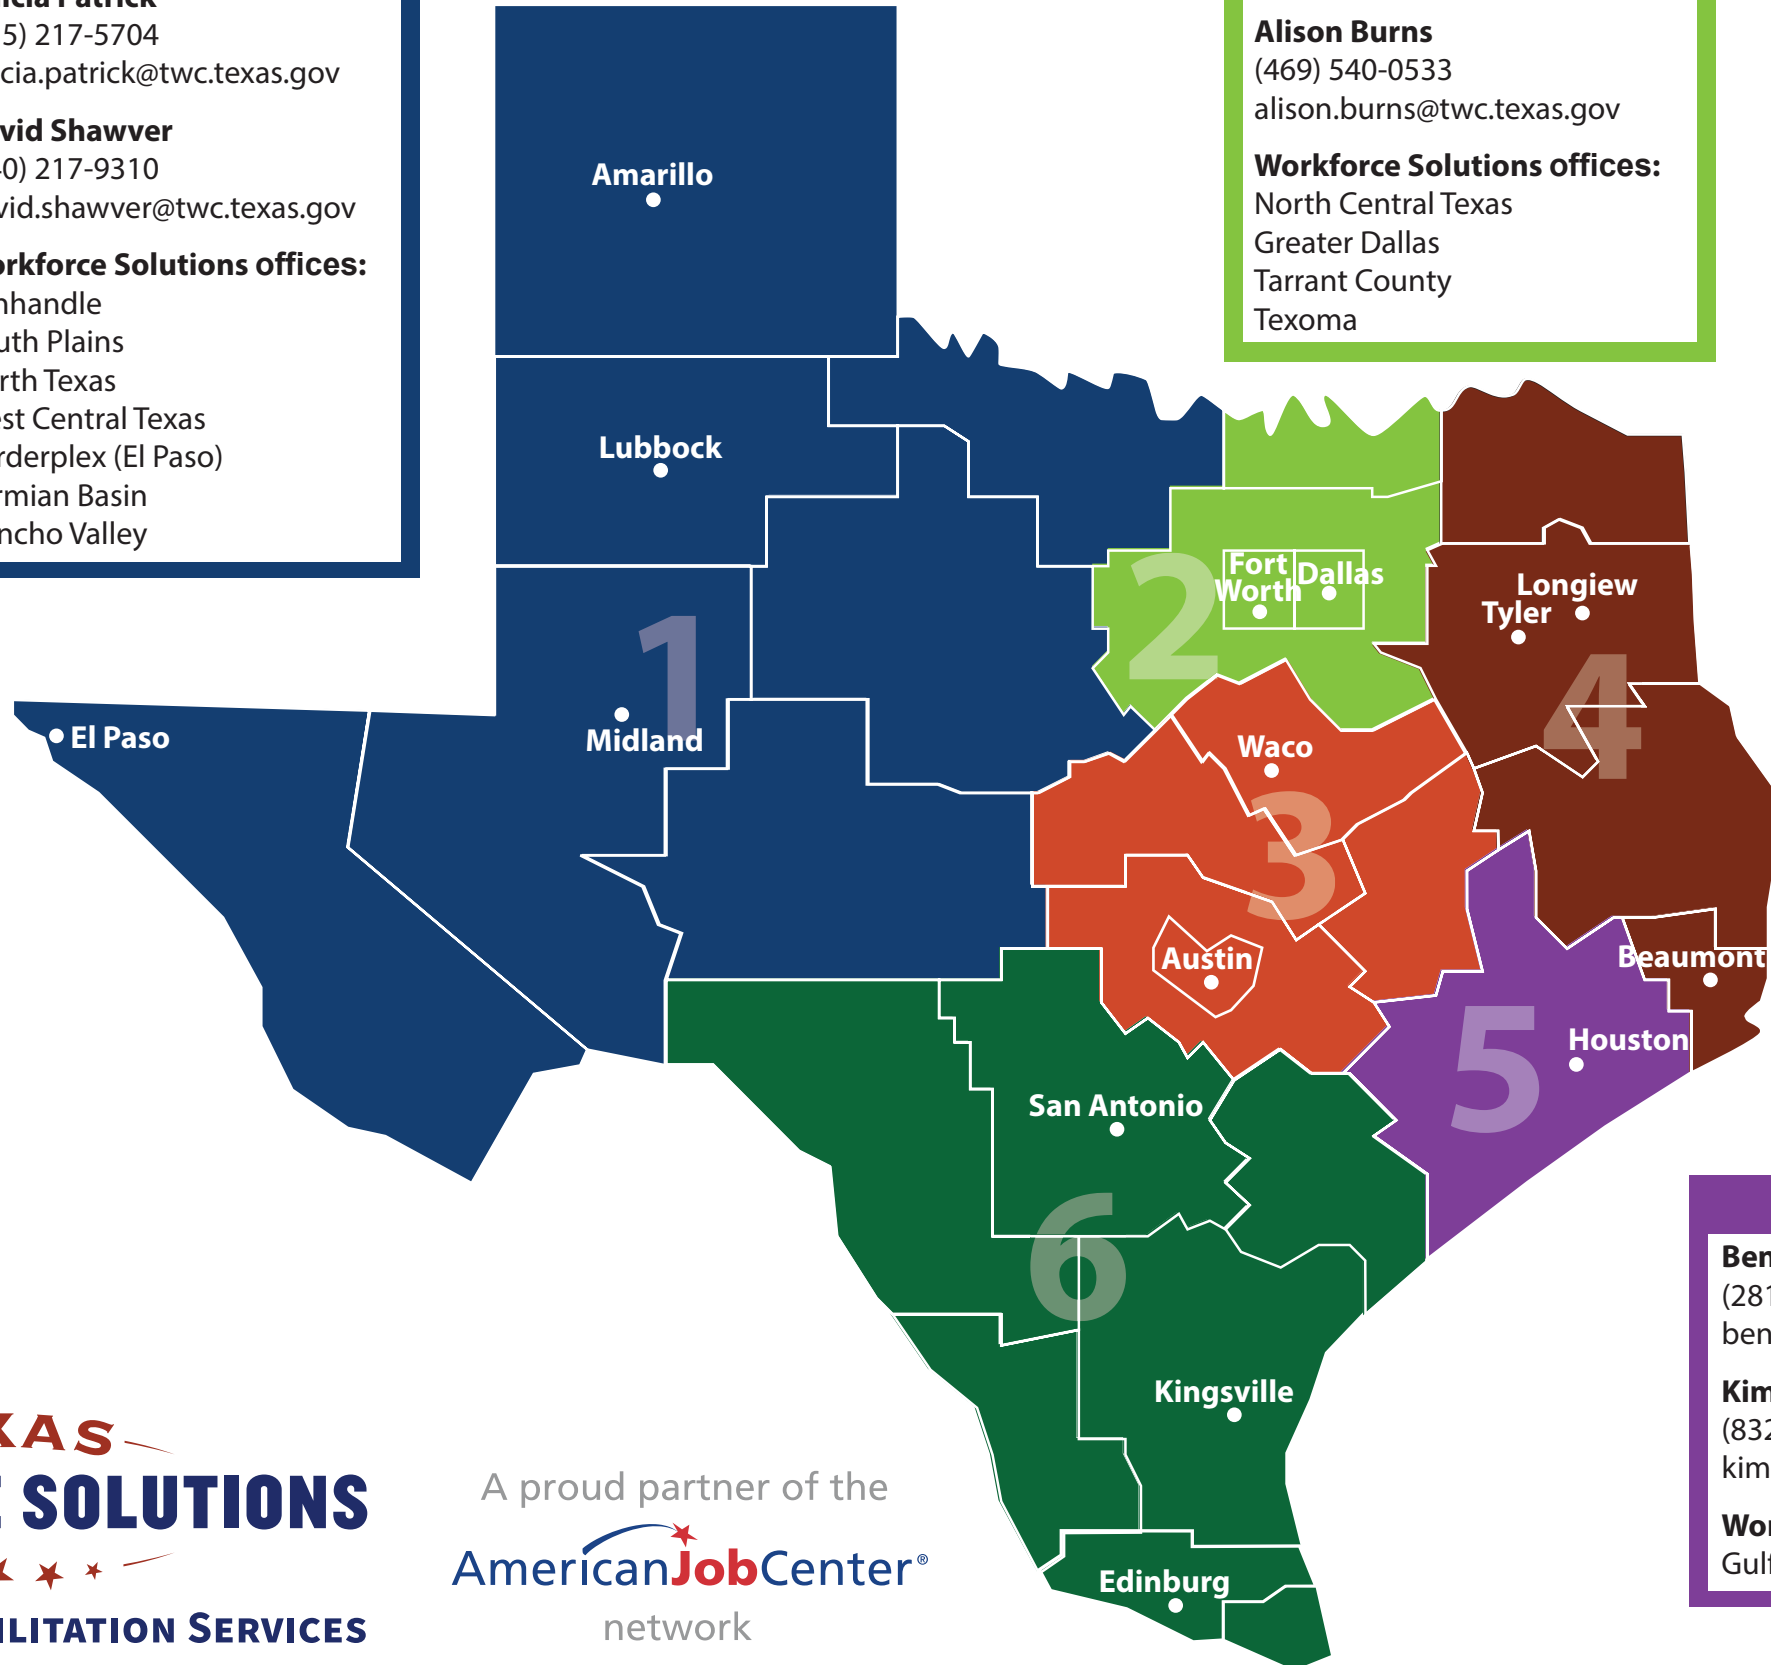 icia Patrick
5) 217-5704
cia.patrick@twc.texas.gov
vid Shawver
0) 217-9310
vid.shawver@twc.texas.gov
orkforce Solutions offices:
nhandle
uth Plains
rth Texas
est Central Texas
rderplex (El Paso)
rmian Basin
ncho Valley
Alison Burns
(469) 540-0533
alison.burns@twc.texas.gov
Workforce Solutions offices:
North Central Texas
Greater Dallas
Tarrant County
Texoma
Amarillo
Lubbock
1
Midland
El Paso
2
Fort
Worth
Dallas
Longiew
Tyler
4
Waco
3
Austin
Beaumont
5
Houston
San Antonio
6
Kingsville
Edinburg
Ben
(281
ben
Kim
(832
kim
Wor
Gulf
XAS
E SOLUTIONS
ILITATION SERVICES
A proud partner of the
AmericanJobCenter®
network